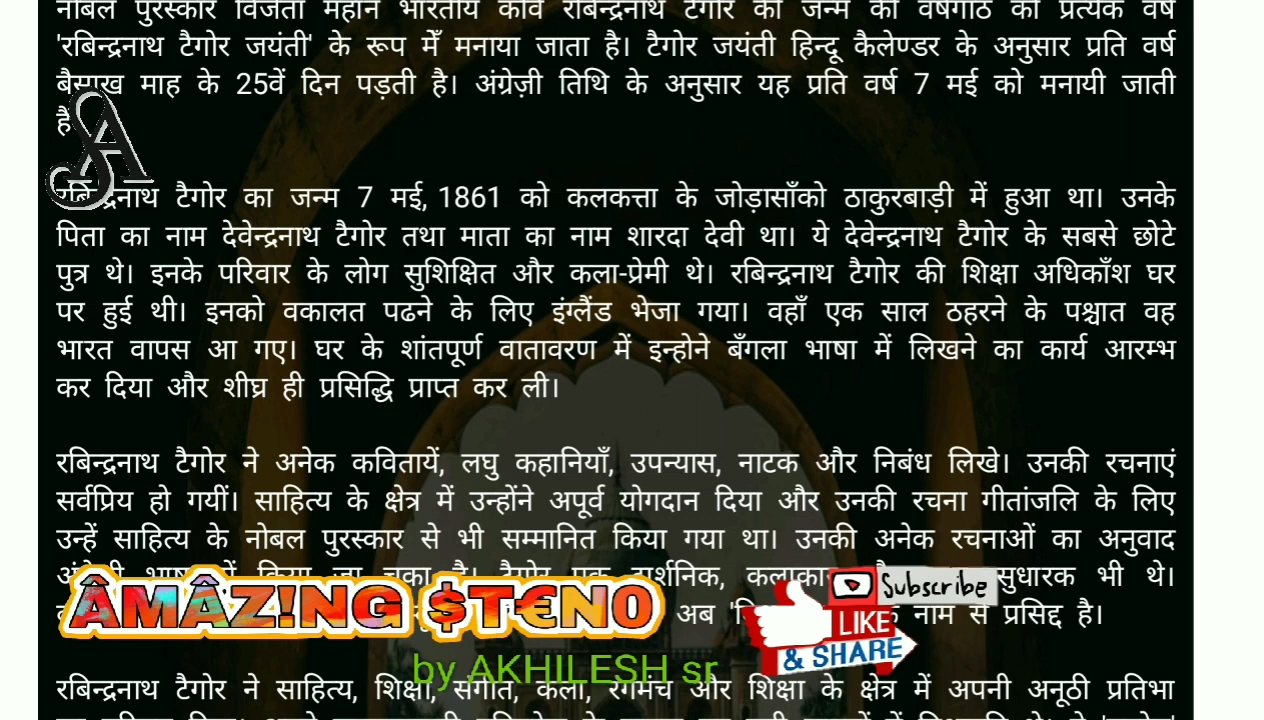 नोबल पुरस्कार विजेता महान भारतीय कवि रबिन्द्रनाथ टैगोर का जन्म की वर्षगाँठ को प्रत्येक वर्ष
'रबिन्द्रनाथ टैगोर जयंती' के रूप मेँ मनाया जाता है। टैगोर जयंती हिन्दू कैलेण्डर के अनुसार प्रति वर्ष
बैसाख माह के 25वें दिन पड़ती है। अंग्रेज़ी तिथि के अनुसार यह प्रति वर्ष 7 मई को मनायी जाती
है
SA
टैगोर का जन्म 7 मई, 1861 को कलकत्ता के जोड़ासाँको ठाकुरबाड़ी में हुआ था। उनके
पिता का नाम देवेन्द्रनाथ टैगोर तथा माता का नाम शारदा देवी था। ये देवेन्द्रनाथ टैगोर के सबसे छोटे
पुत्र थे। इनके परिवार के लोग सुशिक्षित और कला-प्रेमी थे। रबिन्द्रनाथ टैगोर की शिक्षा अधिकाँश घर
पर हुई थी। इनको वकालत पढने के लिए इंग्लैंड भेजा गया। वहाँ एक साल ठहरने के पश्चात वह
भारत वापस आ गए। घर के शांतपूर्ण वातावरण में इन्होने बँगला भाषा में लिखने का कार्य आरम्भ
कर दिया और शीघ्र ही प्रसिद्धि प्राप्त कर ली।
रबिन्द्रनाथ टैगोर ने अनेक कवितायें, लघु कहानियाँ, उपन्यास, नाटक और निबंध लिखे। उनकी रचनाएं
सर्वप्रिय हो गयीं। साहित्य के क्षेत्र में उन्होंने अपूर्व योगदान दिया और उनकी रचना गीतांजलि के लिए
उन्हें साहित्य के नोबल पुरस्कार से भी सम्मानित किया गया था। उनकी अनेक रचनाओं का अनुवाद
में किया जा चुका है। टैगोर एक दार्शनिक, सुधारक भी थे।
अब नाम से प्रसिद्द है।
ÂMÂZ!NG $T€NO
Subscribe
LIKE
& SHARE
by AKHILESH sr
रबिन्द्रनाथ टैगोर ने साहित्य, शिक्षा, संगीत, कला, रंगमंच और शिक्षा के क्षेत्र में अपनी अनूठी प्रतिभा